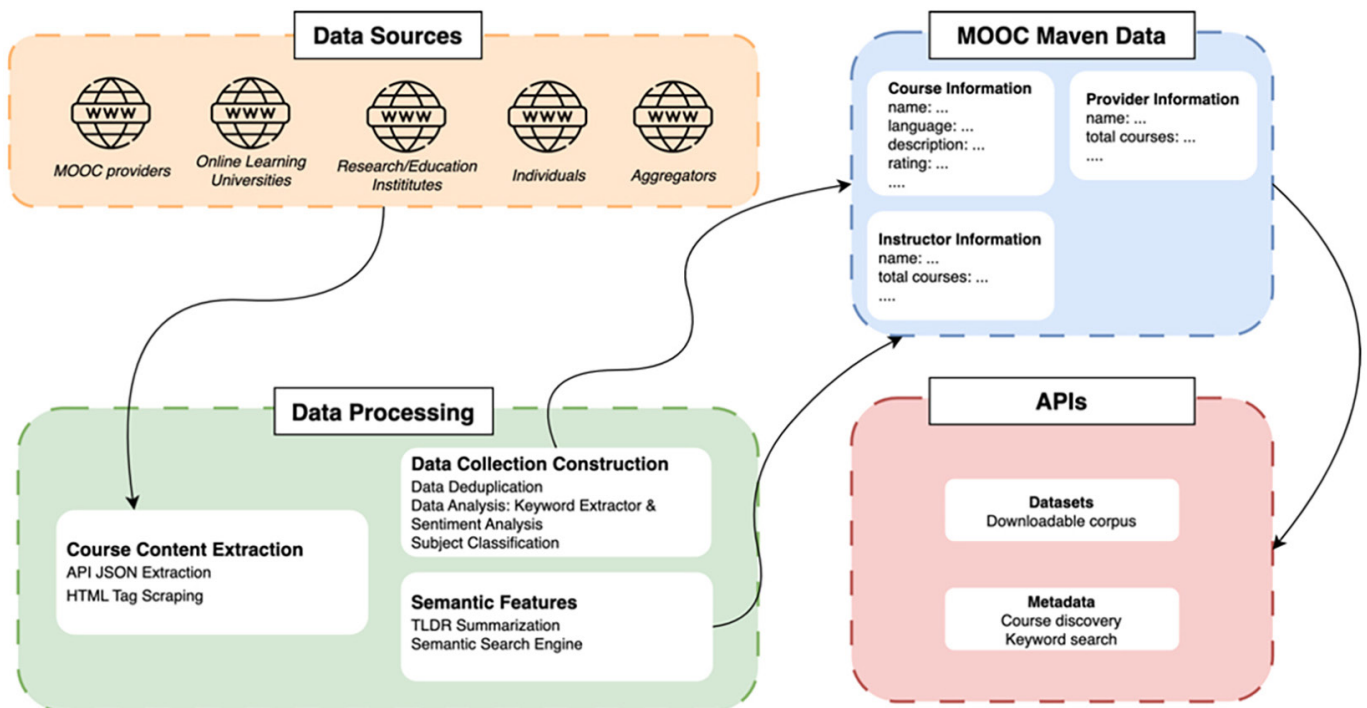 Data Sources
WWW
WWW
WWW
WWW
WWW
MOOC providers
Online Learning
Universities
Research/Education
Instititutes
Individuals
Aggregators
MOOC Maven Data
Course Information
name: ...
language: ...
description: ...
rating: ...
....
Provider Information
name: ...
total courses: ...
....
Instructor Information
name: ...
total courses: ...
....
Data Processing
Course Content Extraction
API JSON Extraction
HTML Tag Scraping
Data Collection Construction
Data Deduplication
Data Analysis: Keyword Extractor &
Sentiment Analysis
Subject Classification
Semantic Features
TLDR Summarization
Semantic Search Engine
APIs
Datasets
Downloadable corpus
Metadata
Course discovery
Keyword search